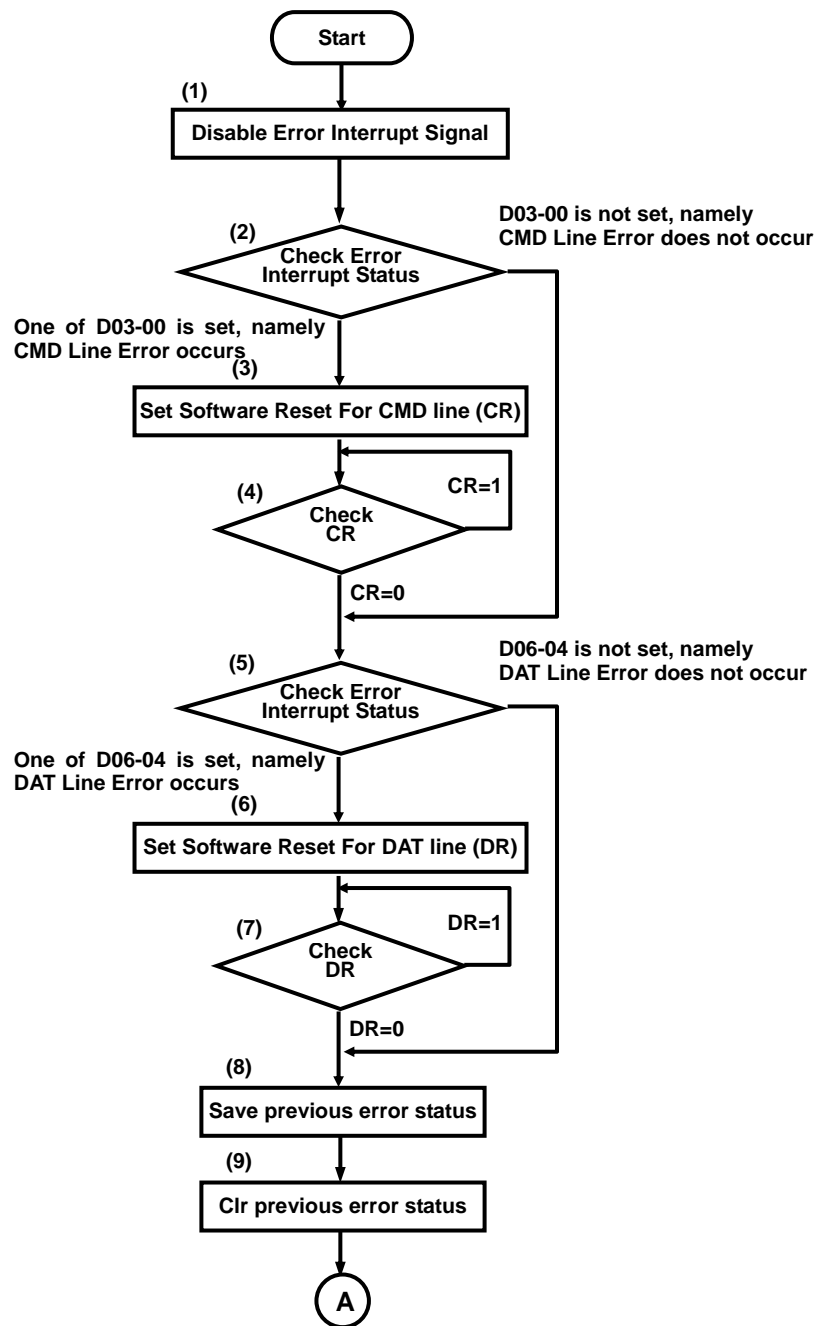 Start
(1)
Disable Error Interrupt Signal
D03-00 is not set, namely
CMD Line Error does not occur
(2)
Check Error
Interrupt Status
One of D03-00 is set, namely
CMD Line Error occurs
(3)
Set Software Reset For CMD line (CR)
CR=1
(4)
Check
CR
CR=0
D06-04 is not set, namely
DAT Line Error does not occur
(5)
Check Error
Interrupt Status
One of D06-04 is set, namely
DAT Line Error occurs
(6)
Set Software Reset For DAT line (DR)
DR=1
(7)
Check
DR
DR=0
(8)
Save previous error status
(9)
Clr previous error status
A